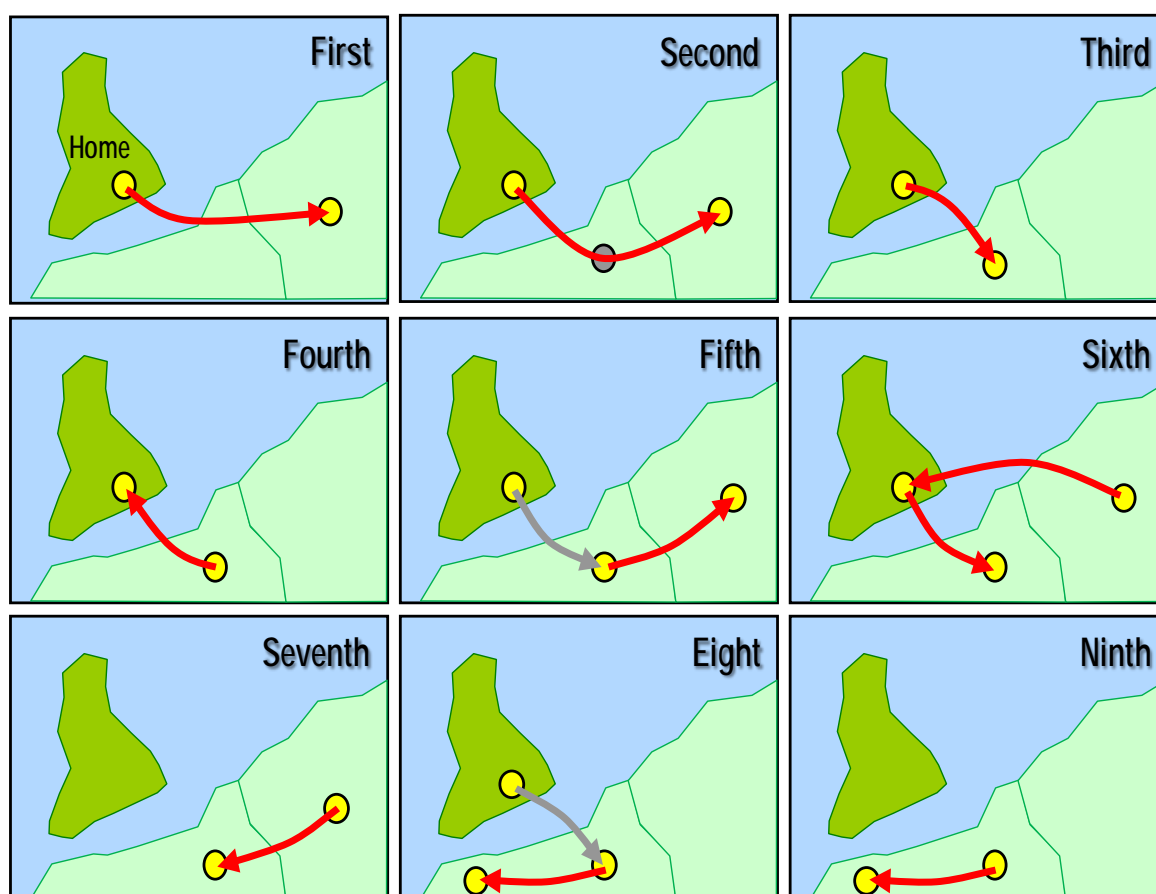 First
Home
Second
Third
Fourth
Fifth
Sixth
Seventh
Eight
Ninth